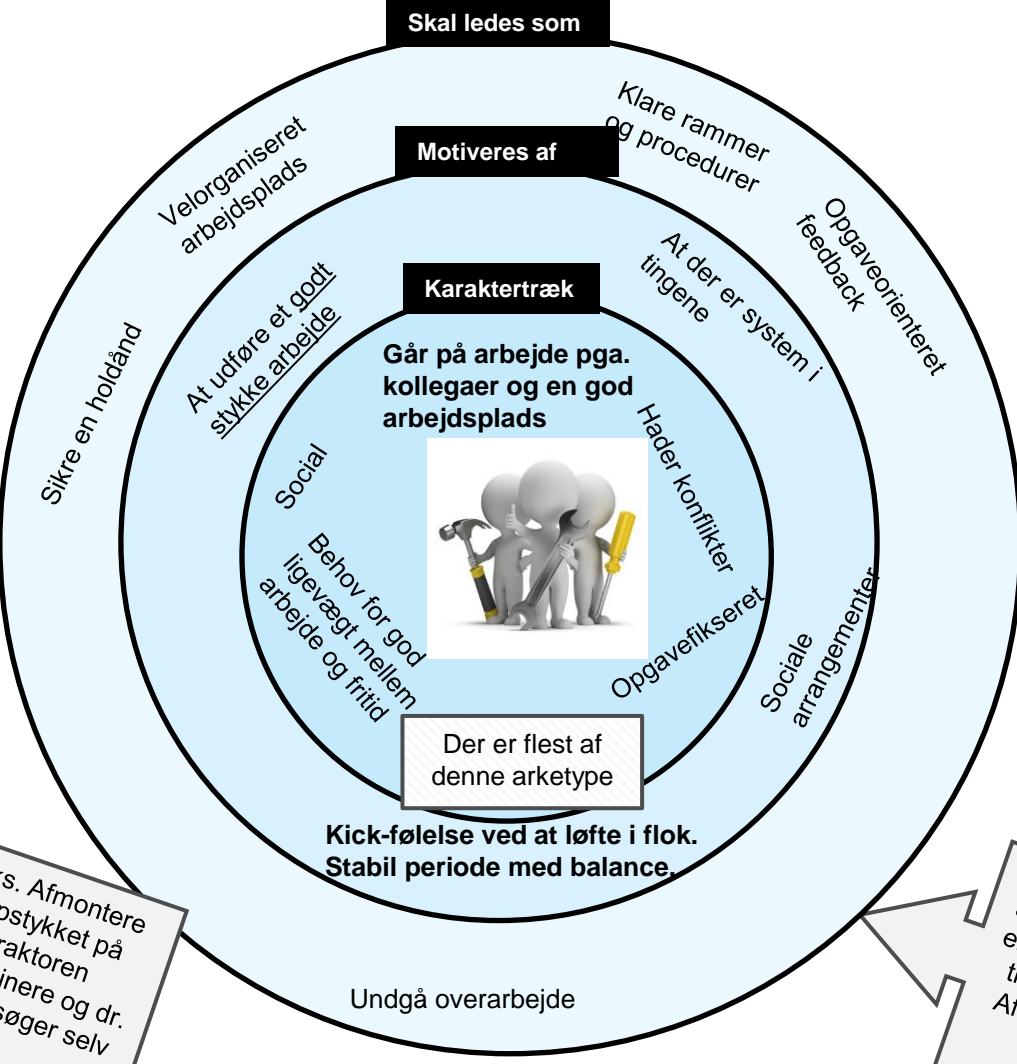 Skal ledes som
Velorganiseret
arbejdsplads
Klare rammer
og procedurer
Opgaveorienteret
feedback
Sikre en holdånd
Motiveres af
At udføre et godt
stykke arbejde
At der er system i
tingene
Sociale
arrangementer
Karaktertræk
Går på arbejde pga.
kollegaer og en god
arbejdsplads
Social
Hader konflikter
Behov for god
ligevægt mellem
arbejde og fritid
Opgavefikseret
Der er flest af
denne arketype
Kick-følelse ved at løfte i flok.
Stabil periode med balance.
Undgå overarbejde
Afmontere
på
og dr.
søger selv